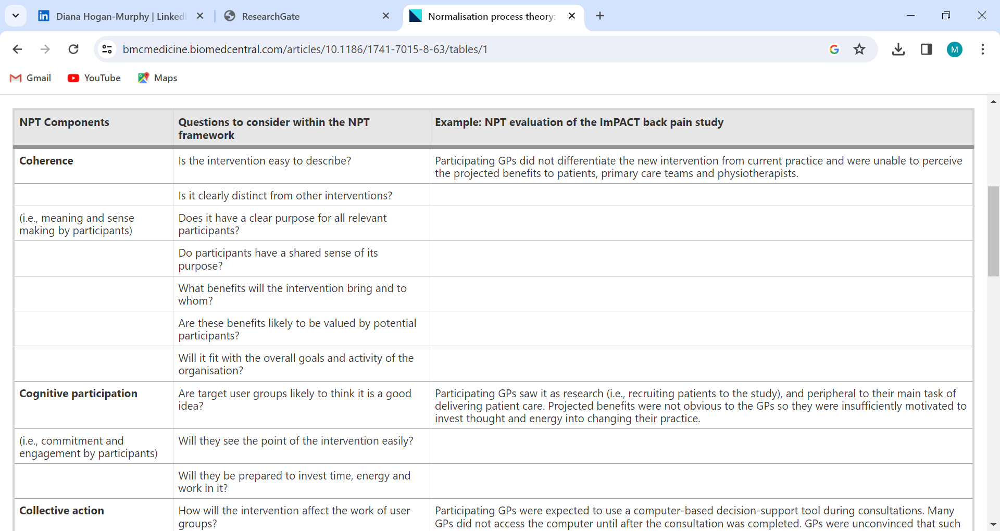 Diana Hogan-Murphy | LinkedI
ResearchGate
Normalisation process theory:
bmcmedicine.biomedcentral.com/articles/10.1186/1741-7015-8-63/tables/1
M
Gmail
YouTube
Maps
NPT Components
Questions to consider within the NPT
framework
Example: NPT evaluation of the ImPACT back pain study
Coherence
Is the intervention easy to describe?
Participating GPs did not differentiate the new intervention from current practice and were unable to perceive
the projected benefits to patients, primary care teams and physiotherapists.
Is it clearly distinct from other interventions?
(i.e., meaning and sense
making by participants)
Does it have a clear purpose for all relevant
participants?
Do participants have a shared sense of its
purpose?
What benefits will the intervention bring and to
whom?
Are these benefits likely to be valued by potential
participants?
Will it fit with the overall goals and activity of the
organisation?
Cognitive participation
Are target user groups likely to think it is a good
idea?
Participating GPs saw it as research (i.e., recruiting patients to the study), and peripheral to their main task of
delivering patient care. Projected benefits were not obvious to the GPs so they were insufficiently motivated to
invest thought and energy into changing their practice.
(i.e., commitment and
engagement by participants)
Will they see the point of the intervention easily?
Will they be prepared to invest time, energy and
work in it?
Collective action
How will the intervention affect the work of user
groups?
Participating GPs were expected to use a computer-based decision-support tool during consultations. Many
GPs did not access the computer until after the consultation was completed. GPs were unconvinced that such